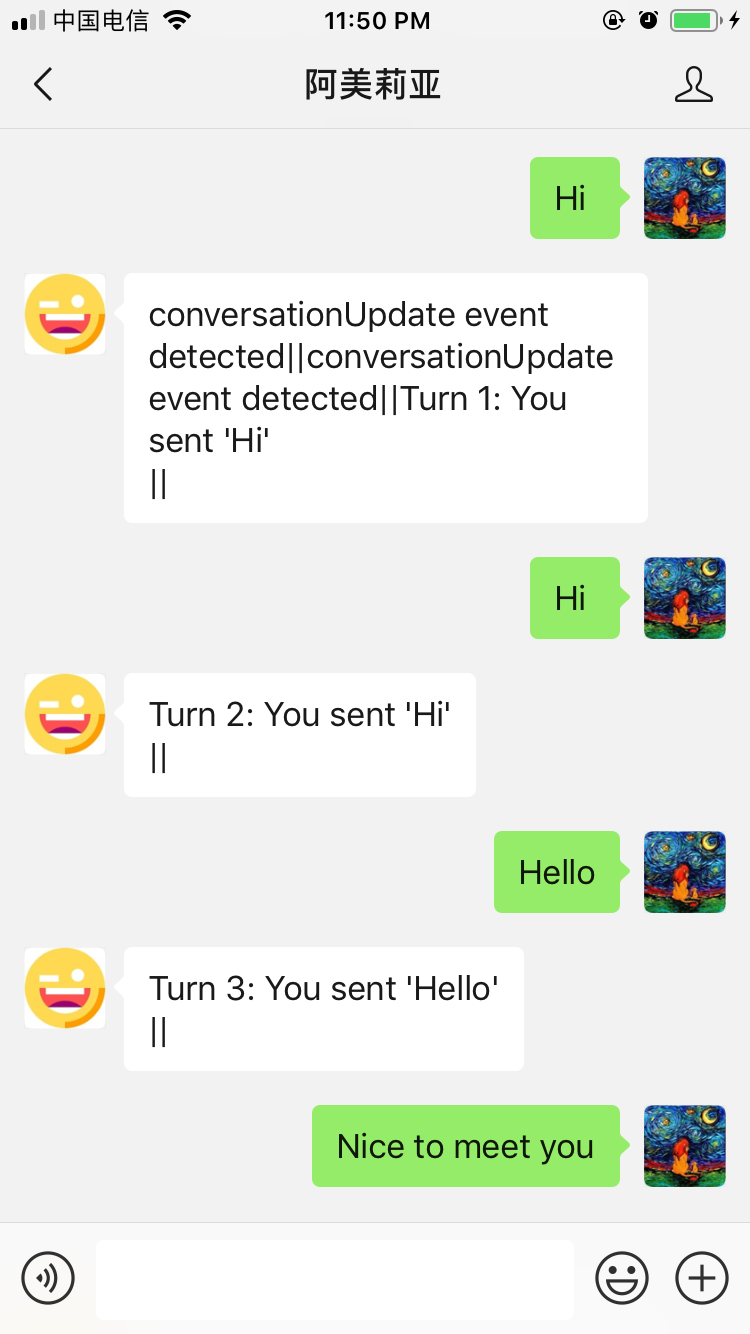 中国电信 11:50 PM
阿美莉亚
Hi
conversationUpdate event
detected||conversationUpdate
event detected||Turn 1: You
sent 'Hi'
||
Hi
Turn 2: You sent 'Hi'
||
Hello
Turn 3: You sent 'Hello'
||
Nice to meet you